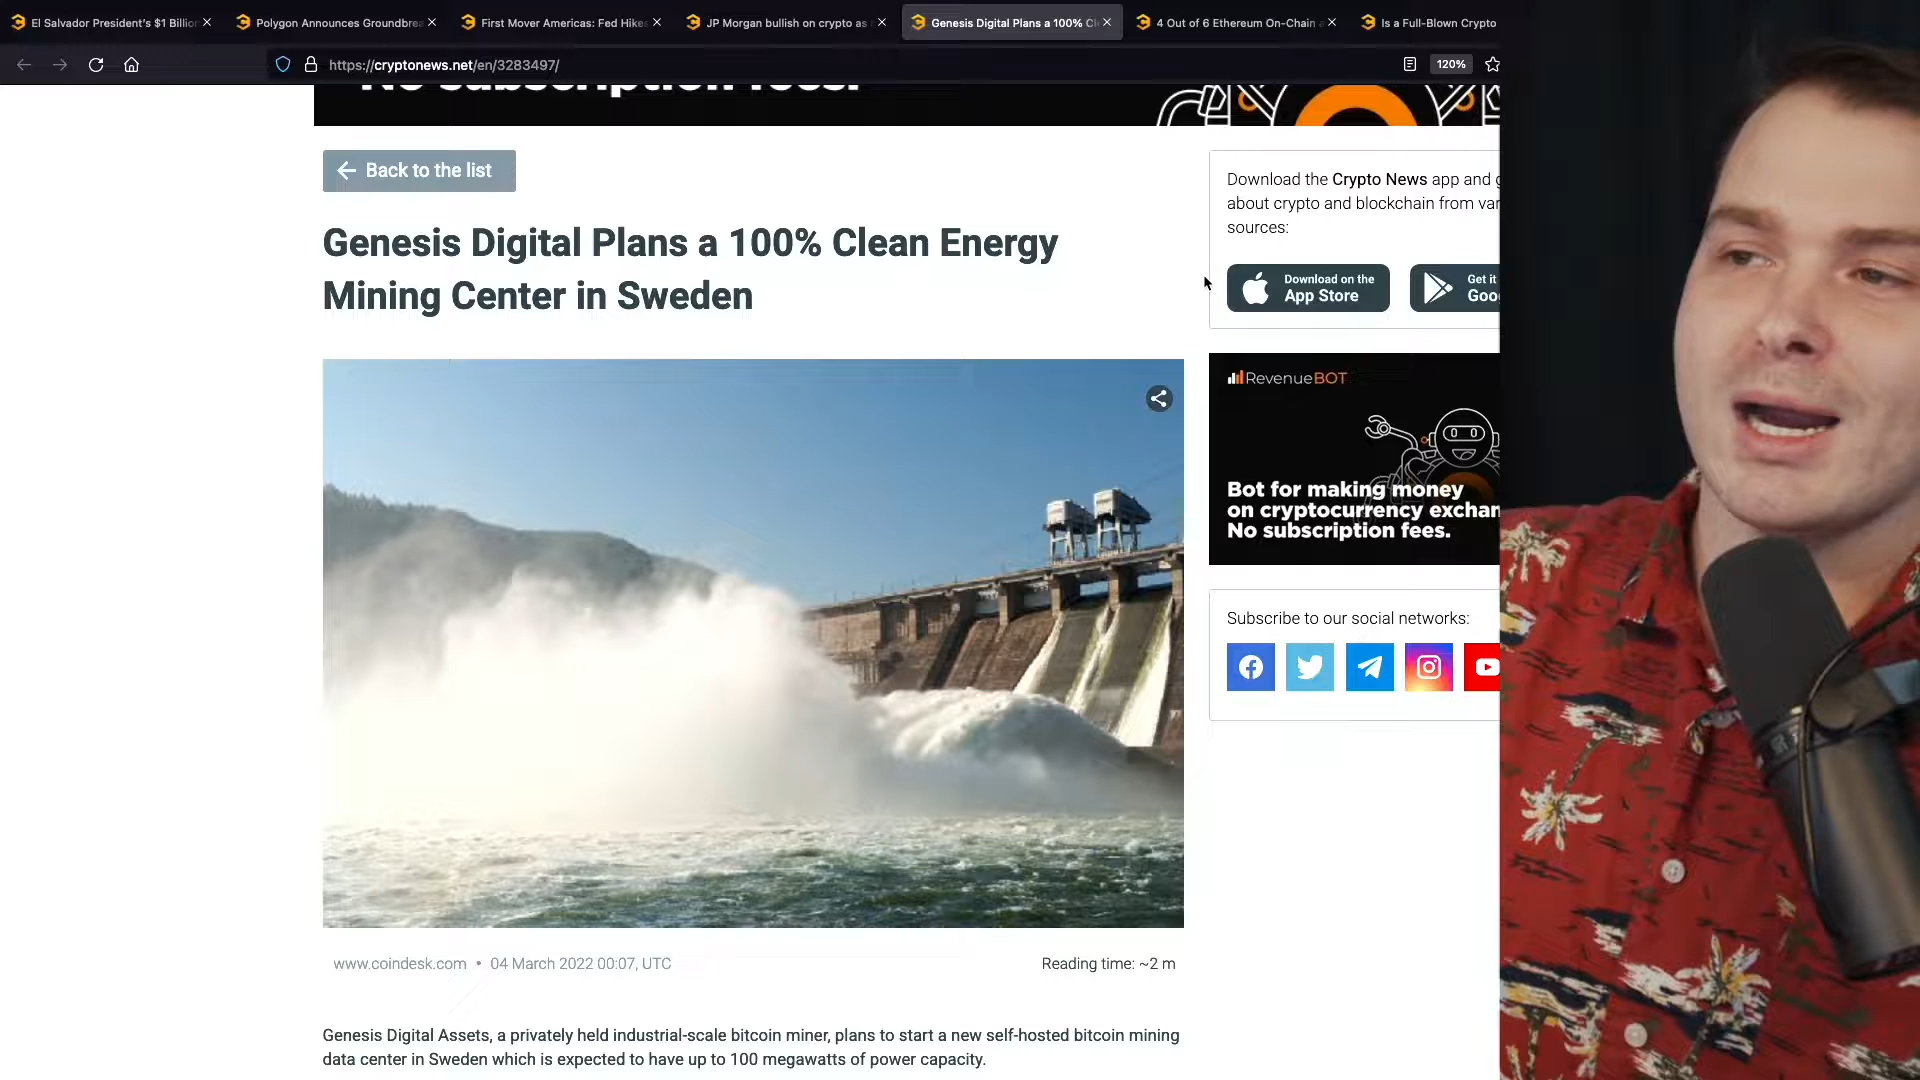 El Salvador President's $1 Billion
Polygon Announces Groundbrea
First Mover Americas: Fed Hikes
JP Morgan bullish on crypto as
Genesis Digital Plans a 100% Cl
4 Out of 6 Ethereum On-Chain
Is a Full-Blown Crypto
https://cryptonews.net/en/3283497/
120%
No subscription fees.
Back to the list
Genesis Digital Plans a 100% Clean Energy
Mining Center in Sweden
Download the Crypto News app and g
about crypto and blockchain from var
sources:
Download on the
App Store
Get it
Goo
RevenueBOT
Bot for making money
on cryptocurrency exchan
No subscription fees.
Subscribe to our social networks:
www.coindesk.com • 04 March 2022 00:07, UTC
Reading time: ~2 m
Genesis Digital Assets, a privately held industrial-scale bitcoin miner, plans to start a new self-hosted bitcoin mining
data center in Sweden which is expected to have up to 100 megawatts of power capacity.